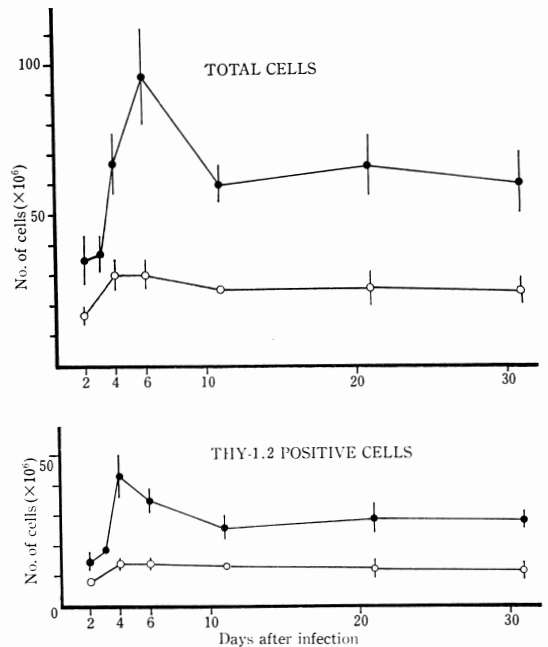 TOTAL CELLS
No. of cells (×10⁶)
100
50
2 4 6 10 20 30
THY-1.2 POSITIVE CELLS
No. of cells (×10⁶)
50
0
2 4 6 10 20 30
Days after infection